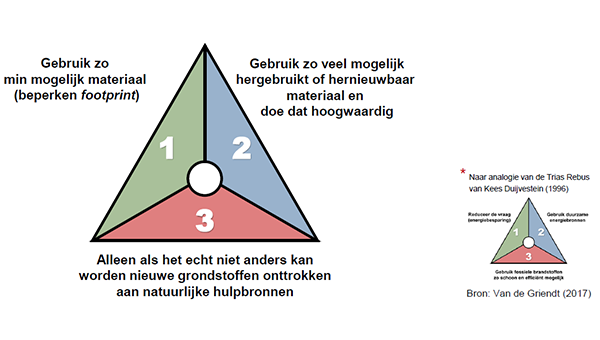 Gebruik zo
min mogelijk materiaal
(beperken footprint)
Gebruik zo veel mogelijk
hergebruikt of hernieuwbaar
materiaal en
doe dat hoogwaardig
1
2
3
Alleen als het echt niet anders kan
worden nieuwe grondstoffen onttrokken
aan natuurlijke hulpbronnen
* Naar analogie van de Trias Rebus
van Kees Duijvestein (1996)
Reduceer de vraag
(energiebesparing)
Gebruik duurzame
energiebronnen
1
2
3
Gebruik fossiele brandstoffen
zo schoon en efficiënt mogelijk
Bron: Van de Griendt (2017)